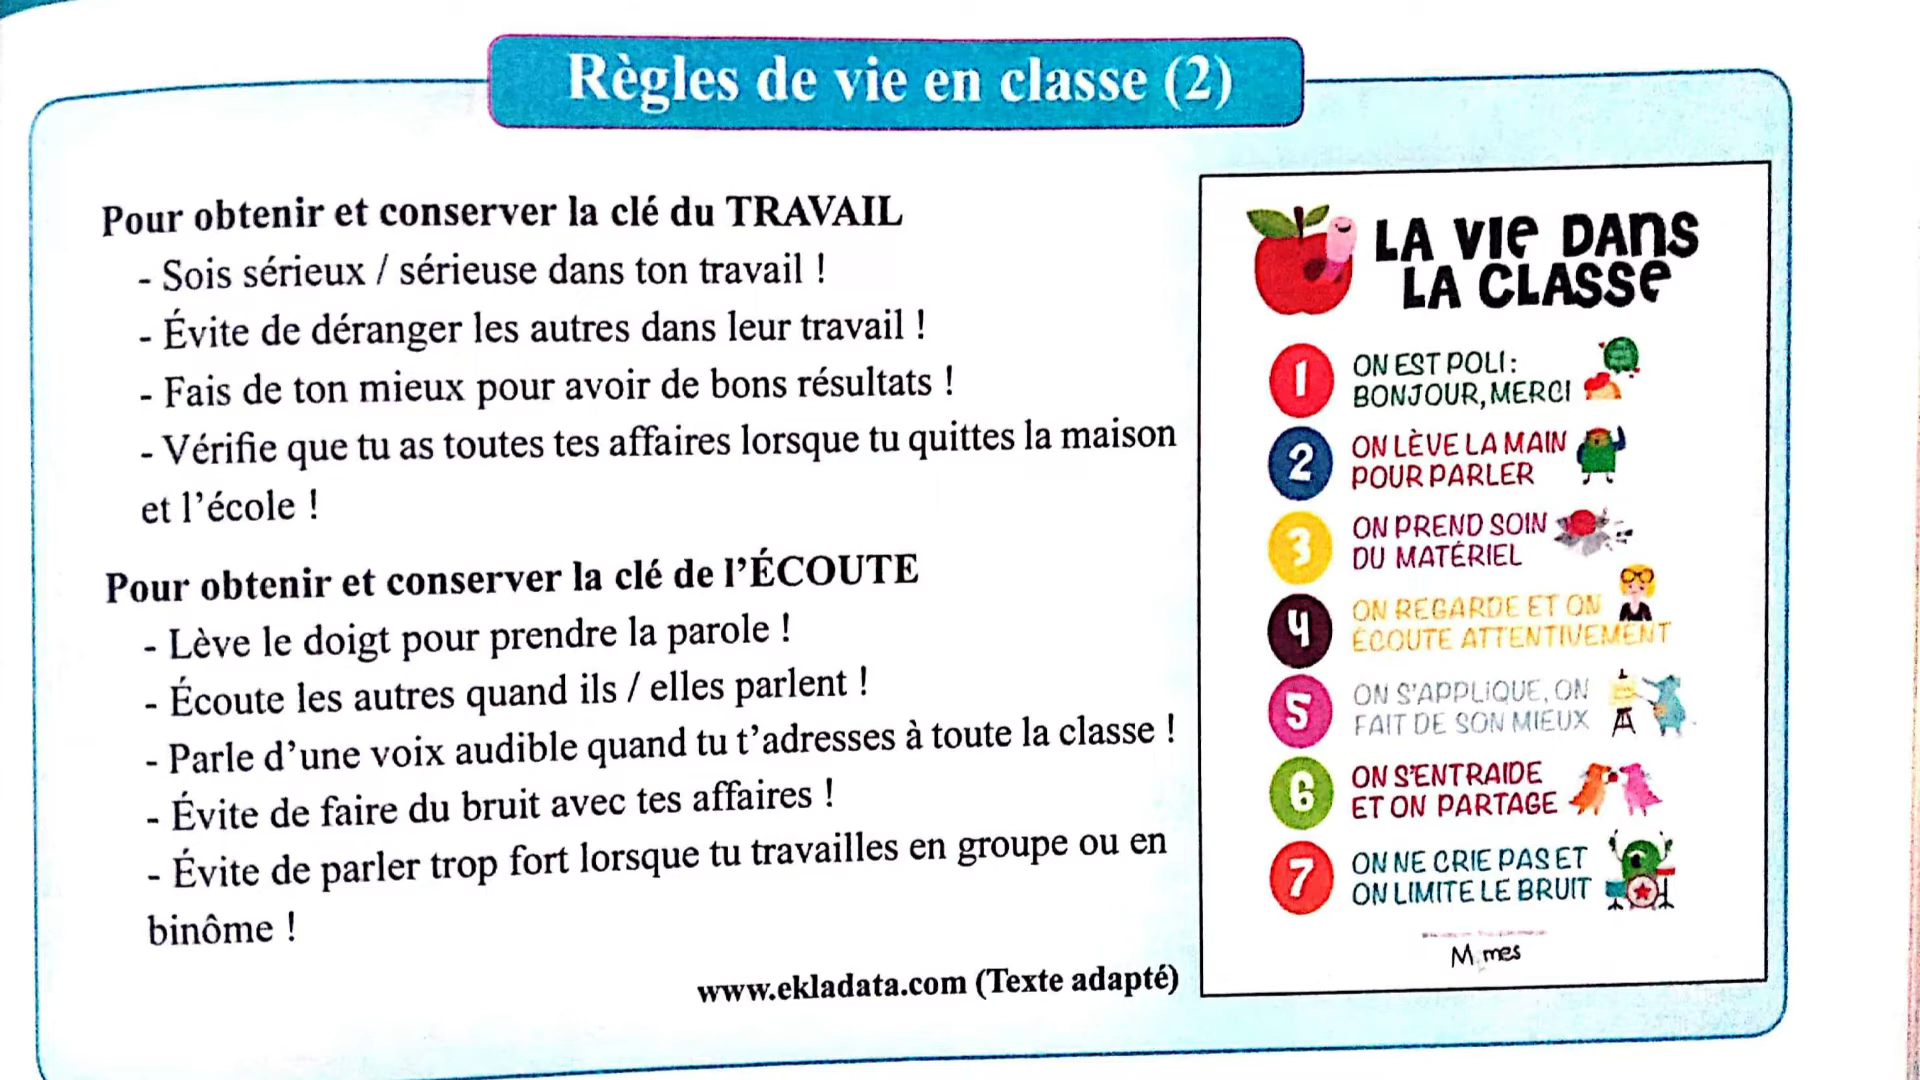 Règles de vie en classe (2)
Pour obtenir et conserver la clé du TRAVAIL
- Sois sérieux / sérieuse dans ton travail !
- Évite de déranger les autres dans leur travail !
- Fais de ton mieux pour avoir de bons résultats !
- Vérifie que tu as toutes tes affaires lorsque tu quittes la maison
et l'école !
Pour obtenir et conserver la clé de l'ÉCOUTE
- Lève le doigt pour prendre la parole !
- Écoute les autres quand ils / elles parlent !
- Parle d'une voix audible quand tu t'adresses à toute la classe !
- Évite de faire du bruit avec tes affaires !
- Évite de parler trop fort lorsque tu travailles en groupe ou en
binôme !
www.ekladata.com (Texte adapté)
LA VIE DANS
LA CLASSE
1 ON EST POLI :
BONJOUR, MERCI
2 ON LÈVE LA MAIN
POUR PARLER
3 ON PREND SOIN
DU MATÉRIEL
4 ON REGARDE ET ON
ÉCOUTE ATTENTIVEMENT
5 ON S'APPLIQUE, ON
FAIT DE SON MIEUX
6 ON S'ENTRAIDE
ET ON PARTAGE
7 ON NE CRIE PAS ET
ON LIMITE LE BRUIT